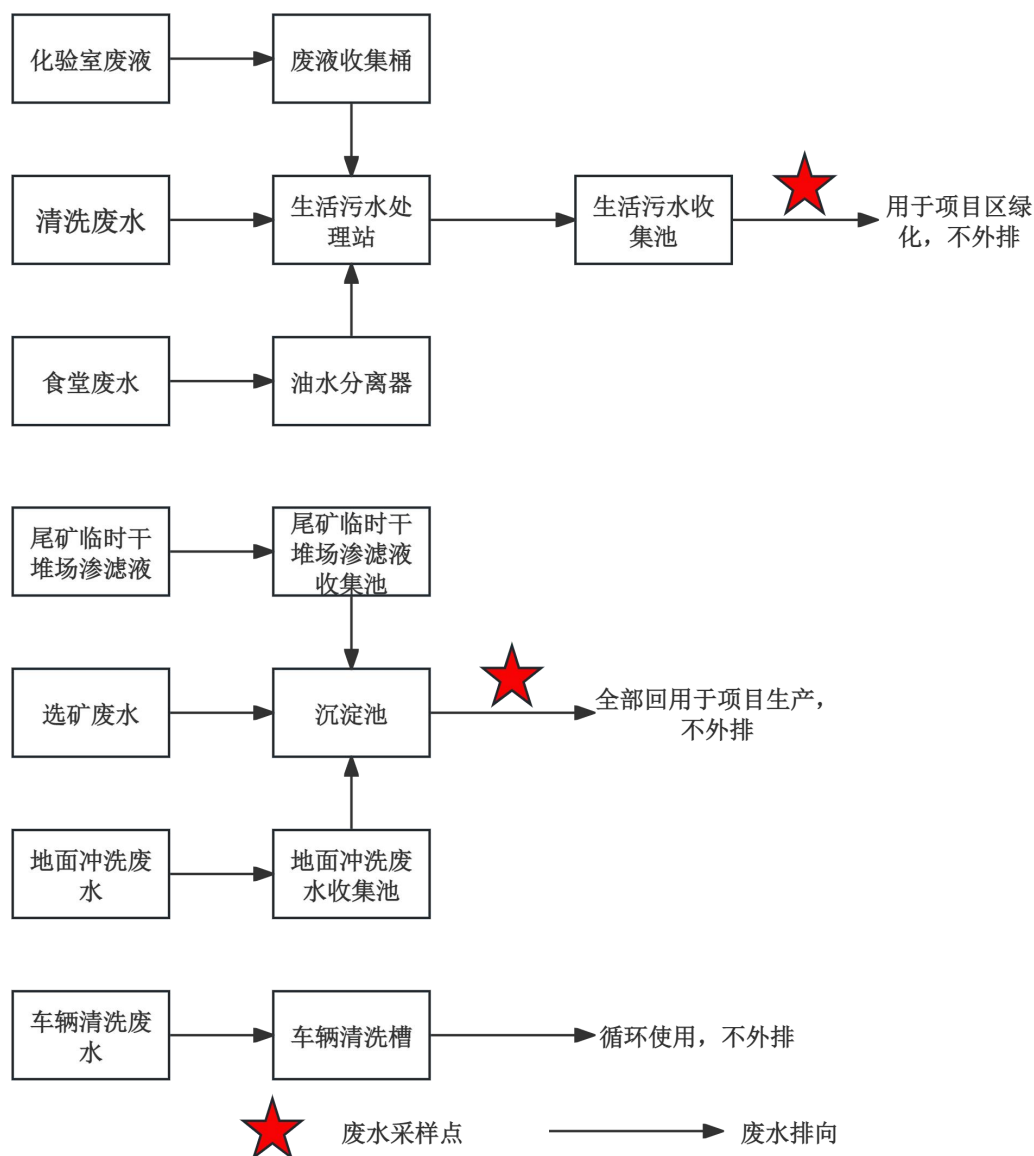 化验室废液
废液收集桶
清洗废水
生活污水处
理站
生活污水收
集池
用于项目区绿
化，不外排
食堂废水
油水分离器
尾矿临时干
堆场渗滤液
尾矿临时干
堆场渗滤液
收集池
选矿废水
沉淀池
全部回用于项目生产，
不外排
地面冲洗废
水
地面冲洗废
水收集池
车辆清洗废
水
车辆清洗槽
循环使用，不外排
废水采样点
废水排向